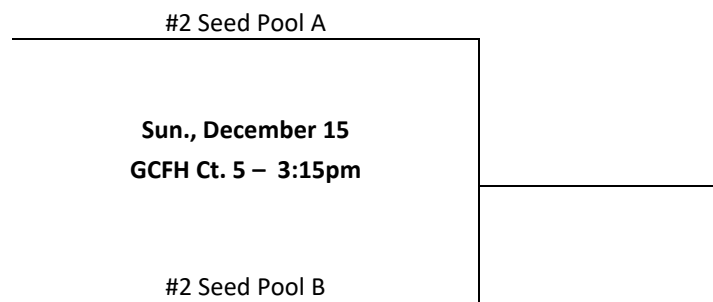 #2 Seed Pool A
Sun., December 15
GCFH Ct. 5 – 3:15pm
#2 Seed Pool B